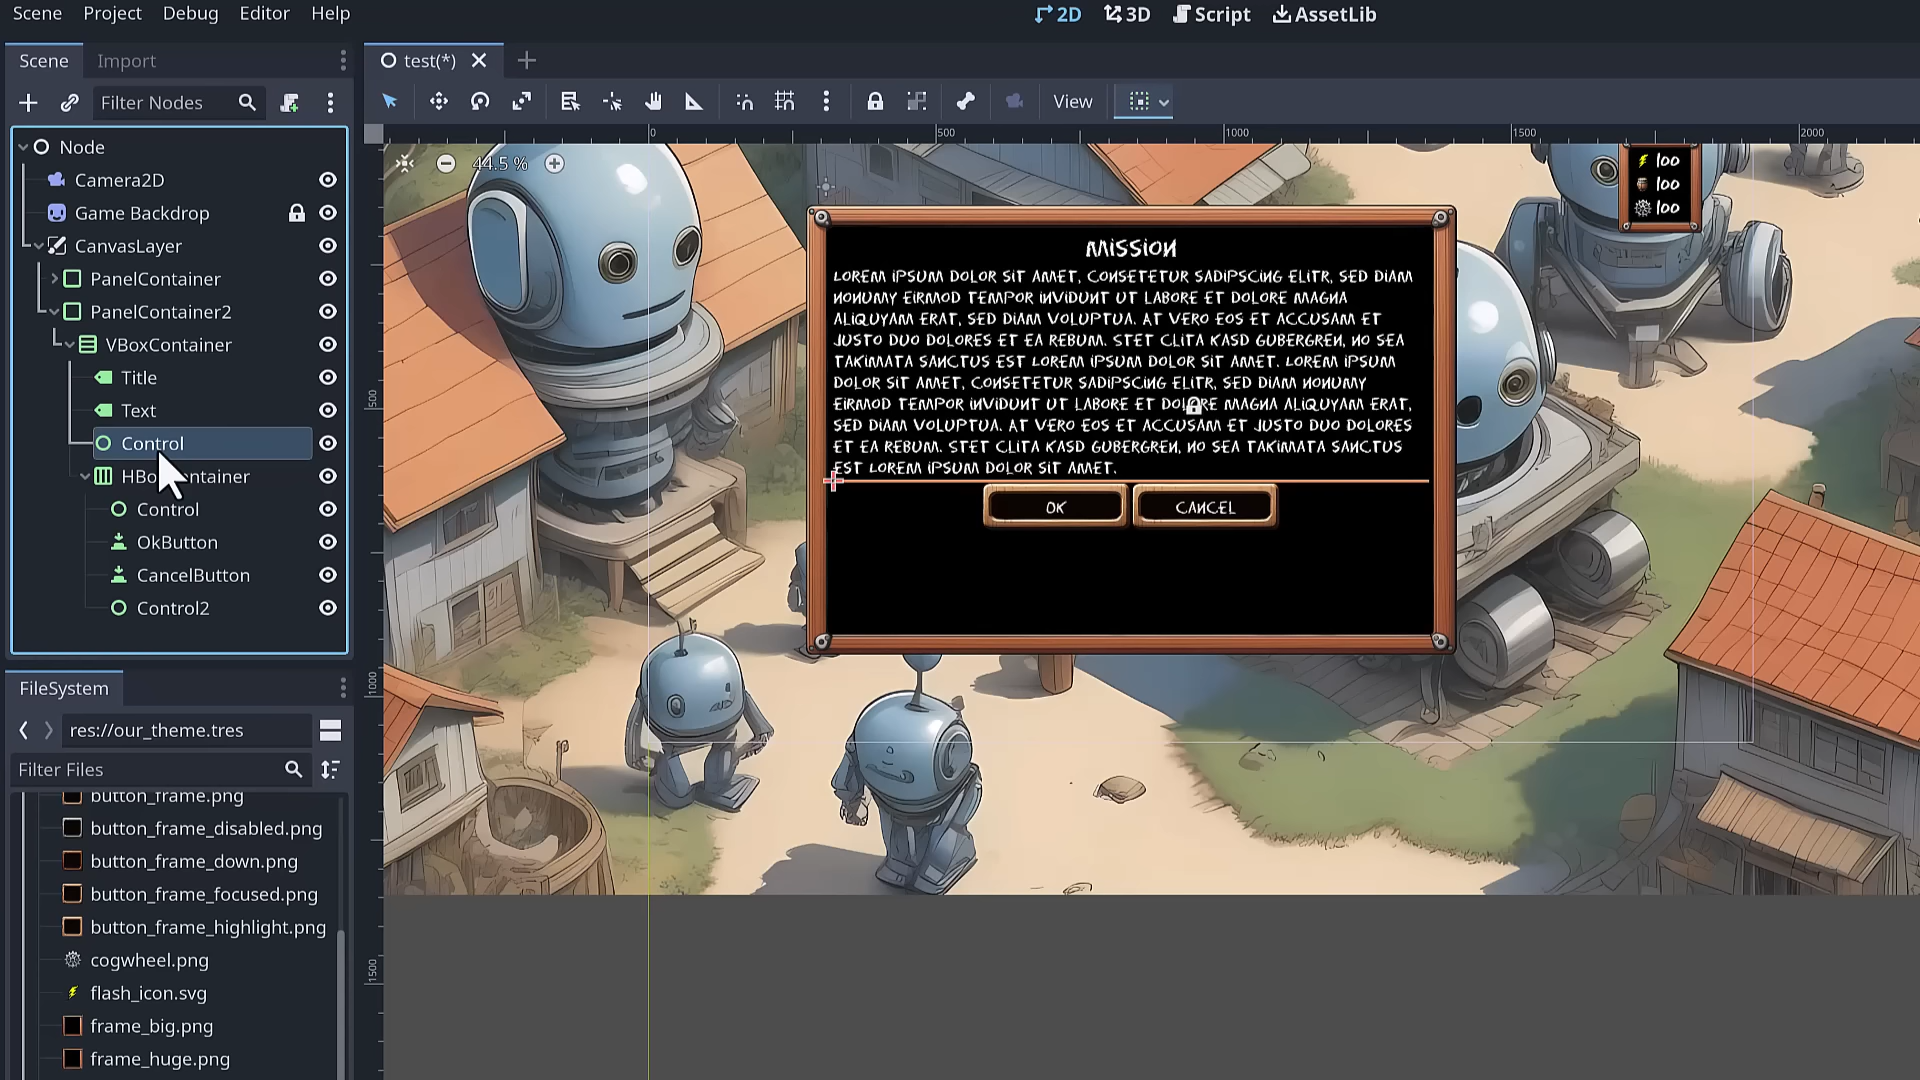 Scene Project Debug Editor Help
2D 3D Script AssetLib
Scene Import
test(*)
Filter Nodes
View
Node
Camera2D
Game Backdrop
CanvasLayer
PanelContainer
PanelContainer2
VBoxContainer
Title
Text
Control
Control
OkButton
CancelButton
Control2
FileSystem
res://our_theme.tres
Filter Files
button_frame.png
button_frame_disabled.png
button_frame_down.png
button_frame_focused.png
button_frame_highlight.png
cogwheel.png
flash_icon.svg
frame_big.png
frame_huge.png
0 500 1000 1500 2000
500
1000
1500
44.5 %
100
100
100
MISSION
LOREM IPSUM DOLOR SIT AMET, CONSETETUR SADIPSCING ELITR, SED DIAM
NONUMY EIRMOD TEMPOR INVIDUNT UT LABORE ET DOLORE MAGNA
ALIQUYAM ERAT, SED DIAM VOLUPTUA. AT VERO EOS ET ACCUSAM ET
JUSTO DUO DOLORES ET EA REBUM. STET CLITA KASD GUBERGREN, NO SEA
TAKIMATA SANCTUS EST LOREM IPSUM DOLOR SIT AMET. LOREM IPSUM
DOLOR SIT AMET, CONSETETUR SADIPSCING ELITR, SED DIAM NONUMY
EIRMOD TEMPOR INVIDUNT UT LABORE ET DOLORE MAGNA ALIQUYAM ERAT,
SED DIAM VOLUPTUA. AT VERO EOS ET ACCUSAM ET JUSTO DUO DOLORES
ET EA REBUM. STET CLITA KASD GUBERGREN, NO SEA TAKIMATA SANCTUS
EST LOREM IPSUM DOLOR SIT AMET.
OK CANCEL